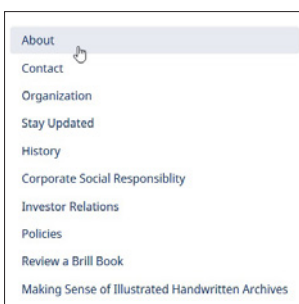 About
Contact
Organization
Stay Updated
History
Corporate Social Responsiblity
Investor Relations
Policies
Review a Brill Book
Making Sense of Illustrated Handwritten Archives